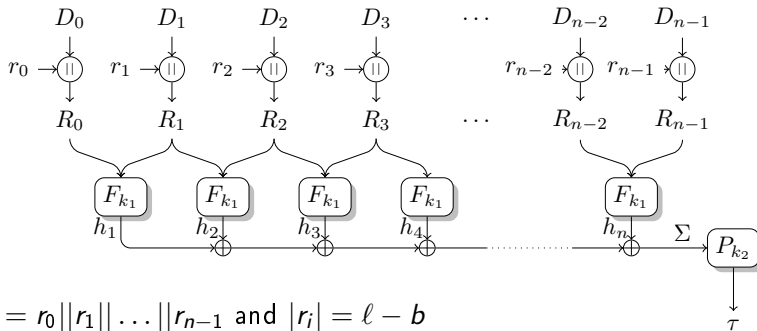 D_0 D_1 D_2 D_3 ⋯ D_{n−2} D_{n−1}
r_0 || r_1 || r_2 || r_3 || r_{n−2} || r_{n−1} ||
R_0 R_1 R_2 R_3 ⋯ R_{n−2} R_{n−1}
F_{k_1} F_{k_1} F_{k_1} F_{k_1} F_{k_1}
h_1 h_2 h_3 h_4 h_n Σ P_{k_2}
= r_0||r_1|| . . . ||r_{n−1} and |r_i| = ℓ − b
τ